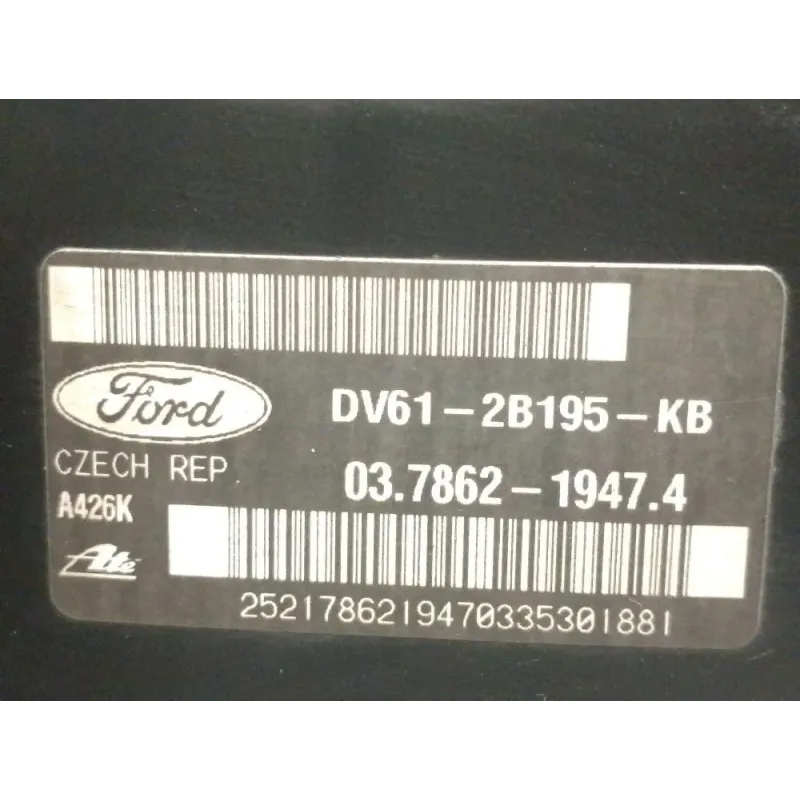 Ford
DV61-2B195-KB
CZECH REP
03.7862-1947.4
A426K
Ate
2521786219470335301881